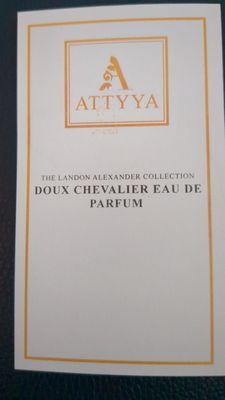 A
ATTYYA
THE LANDON ALEXANDER COLLECTION
DOUX CHEVALIER EAU DE
PARFUM